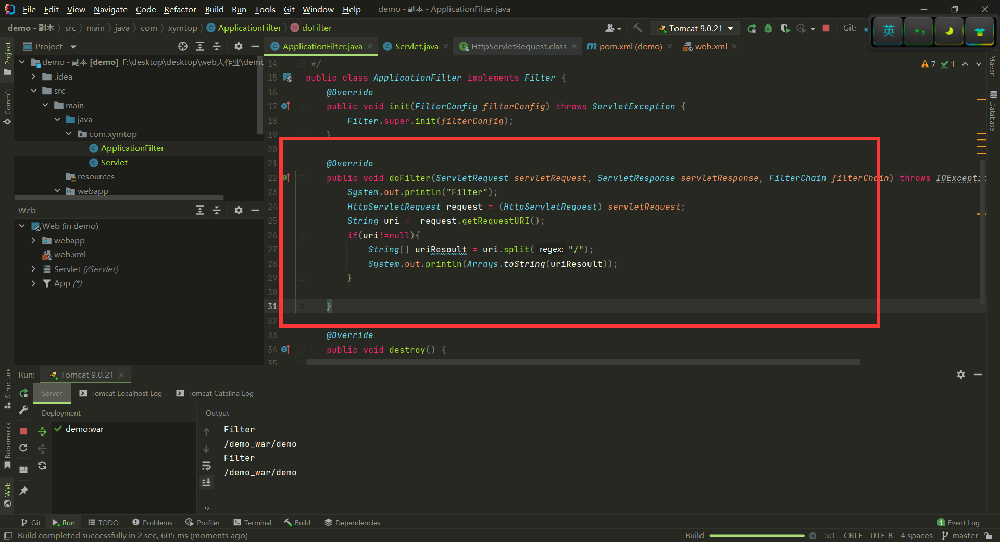 File Edit View Navigate Code Refactor Build Run Tools Git Window Help demo - 副本 - ApplicationFilter.java
demo - 副本 src main java com xymtop ApplicationFilter doFilter Tomcat 9.0.21 Git:
英
Project
ApplicationFilter.java Servlet.java HttpServletRequest.class pom.xml (demo) web.xml
demo - 副本 [demo] F:\desktop\desktop\web大作业\demo
.idea
src
main
java
com.xymtop
ApplicationFilter
Servlet
resources
webapp
Web
Web (in demo)
webapp
web.xml
Servlet (/Servlet)
App (*)
Project
Commit
Structure
Bookmarks
Web
7 1
14 */
15 public class ApplicationFilter implements Filter {
16 @Override
17 public void init(FilterConfig filterConfig) throws ServletException {
18 Filter.super.init(filterConfig);
19 }
20
21 @Override
22 public void doFilter(ServletRequest servletRequest, ServletResponse servletResponse, FilterChain filterChain) throws IOExceptio
23 System.out.println("Filter");
24 HttpServletRequest request = (HttpServletRequest) servletRequest;
25 String uri =  request.getRequestURI();
26 if(uri!=null){
27 String[] uriResoult = uri.split( regex: "/");
28 System.out.println(Arrays.toString(uriResoult));
29 }
30
31 }
32
33 @Override
34 public void destroy() {
35
Maven
Database
Run: Tomcat 9.0.21
Server Tomcat Localhost Log Tomcat Catalina Log
Deployment Output
demo:war
Filter
/demo_war/demo
Filter
/demo_war/demo
Git Run TODO Problems Profiler Terminal Build Dependencies 1 Event Log
Build completed successfully in 2 sec, 605 ms (moments ago) Build 5:1 CRLF UTF-8 4 spaces master